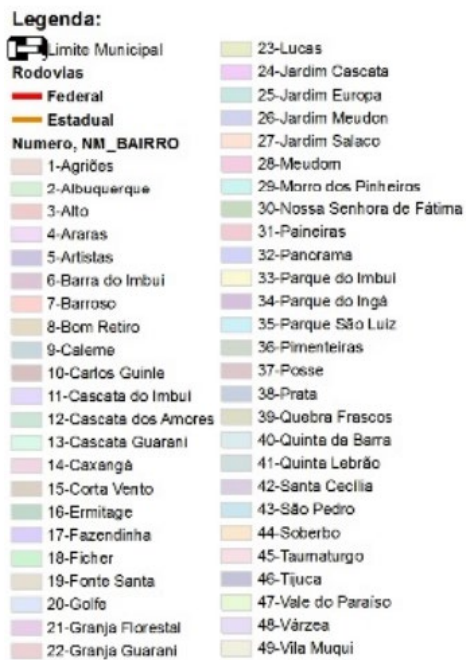 Legenda:
Limite Municipal
Rodovias
Federal
Estadual
Numero, NM_BAIRRO
1-Agriões
2-Albuquerque
3-Alto
4-Araras
5-Artistas
6-Barra do Imbui
7-Barroso
8-Bom Retiro
9-Caleme
10-Carlos Guinle
11-Cascata do Imbui
12-Cascata dos Amores
13-Cascata Guarani
14-Caxangá
15-Corta Vento
16-Ermitage
17-Fazendinha
18-Ficher
19-Fonte Santa
20-Golfe
21-Granja Florestal
22-Granja Guarani
23-Lucas
24-Jardim Cascata
25-Jardim Europa
26-Jardim Meudon
27-Jardim Salaco
28-Meudom
29-Morro dos Pinheiros
30-Nossa Senhora de Fátima
31-Paineiras
32-Panorama
33-Parque do Imbui
34-Parque do Ingá
35-Parque São Luiz
36-Pimenteiras
37-Posse
38-Prata
39-Quebra Frascos
40-Quinta da Barra
41-Quinta Lebrão
42-Santa Cecília
43-São Pedro
44-Soberbo
45-Taumaturgo
46-Tijuca
47-Vale do Paraíso
48-Várzea
49-Vila Muqui